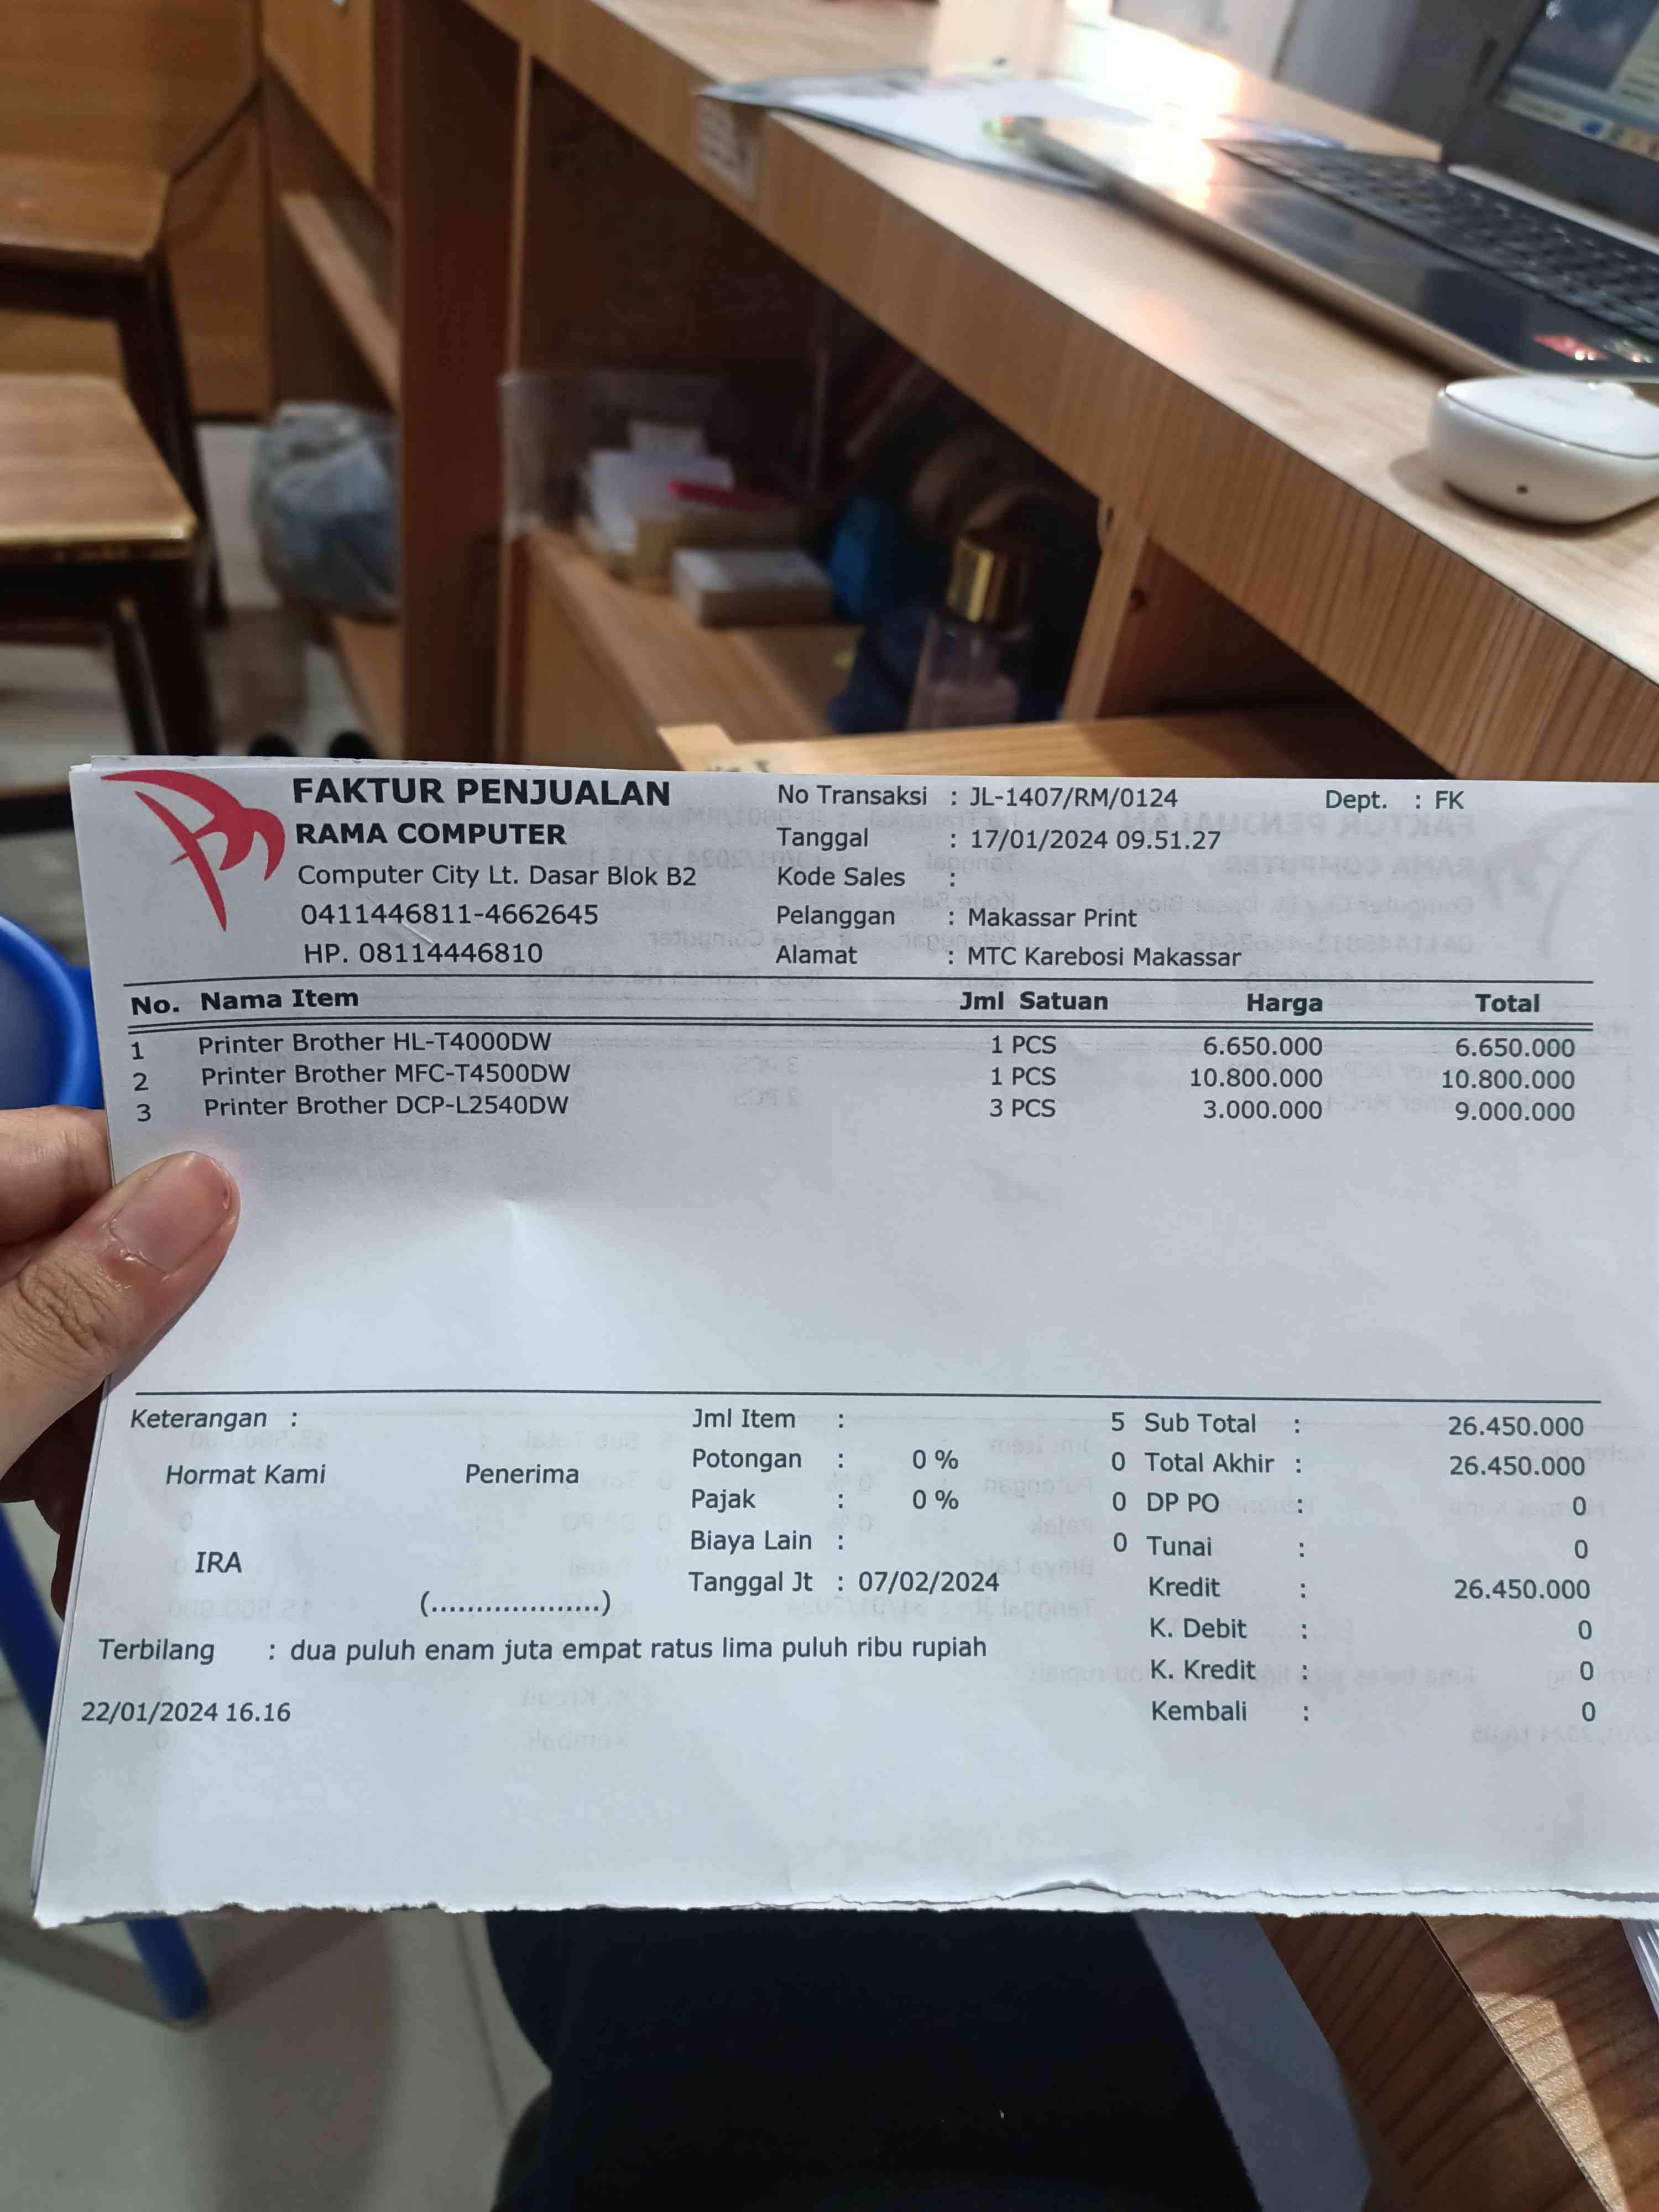 FAKTUR PENJUALAN
RAMA COMPUTER
Computer City Lt. Dasar Blok B2
0411446811-4662645
HP. 08114446810
No Transaksi : JL-1407/RM/0124
Dept. : FK
Tanggal : 17/01/2024 09.51.27
Kode Sales :
Pelanggan : Makassar Print
Alamat : MTC Karebosi Makassar
No. Nama Item Jml Satuan Harga Total
1 Printer Brother HL-T4000DW 1 PCS 6.650.000 6.650.000
2 Printer Brother MFC-T4500DW 1 PCS 10.800.000 10.800.000
3 Printer Brother DCP-L2540DW 3 PCS 3.000.000 9.000.000
Keterangan :
Hormat Kami Penerima
IRA
(....................)
Jml Item : 5
Potongan : 0 % 0
Pajak : 0 % 0
Biaya Lain : 0
Tanggal Jt : 07/02/2024
Sub Total : 26.450.000
Total Akhir : 26.450.000
DP PO : 0
Tunai : 0
Kredit : 26.450.000
K. Debit : 0
K. Kredit : 0
Kembali : 0
Terbilang : dua puluh enam juta empat ratus lima puluh ribu rupiah
22/01/2024 16.16